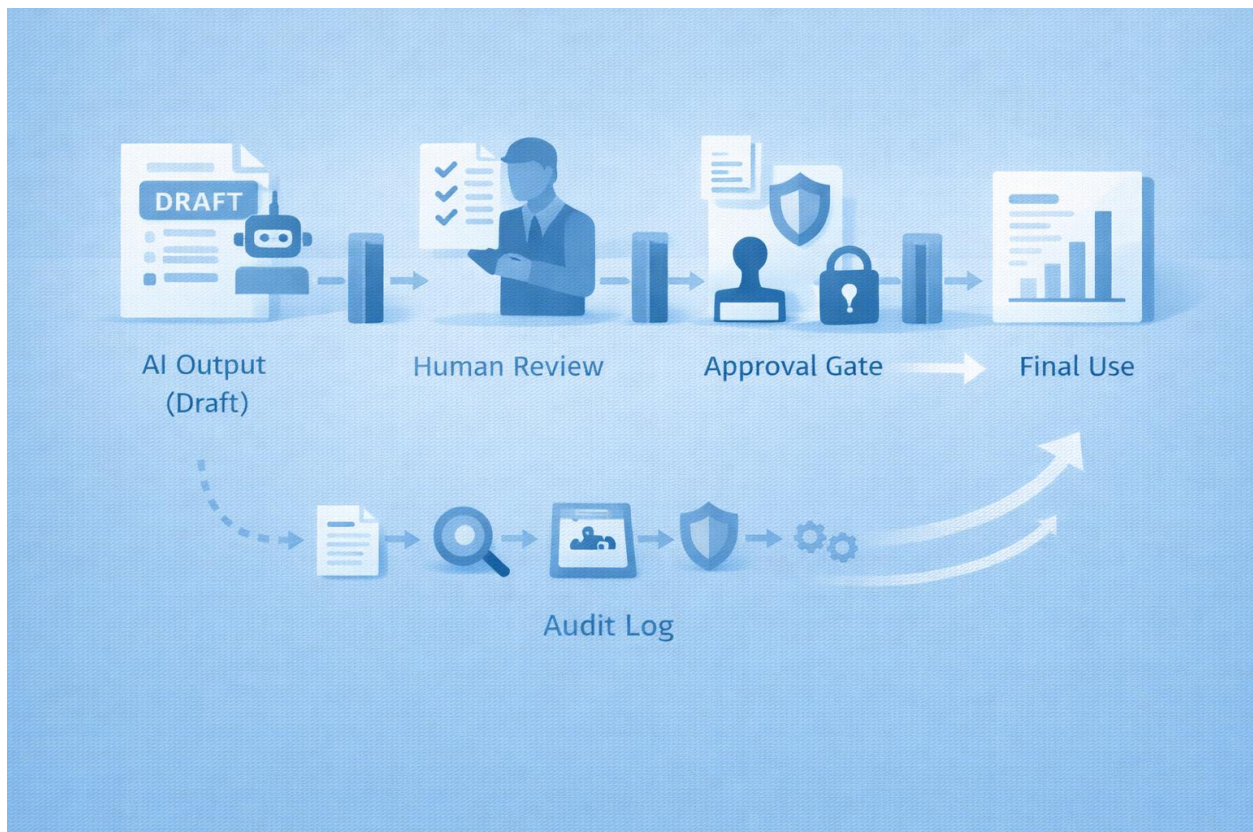 DRAFT
AI Output
(Draft)
Human Review
Approval Gate
Final Use
Audit Log